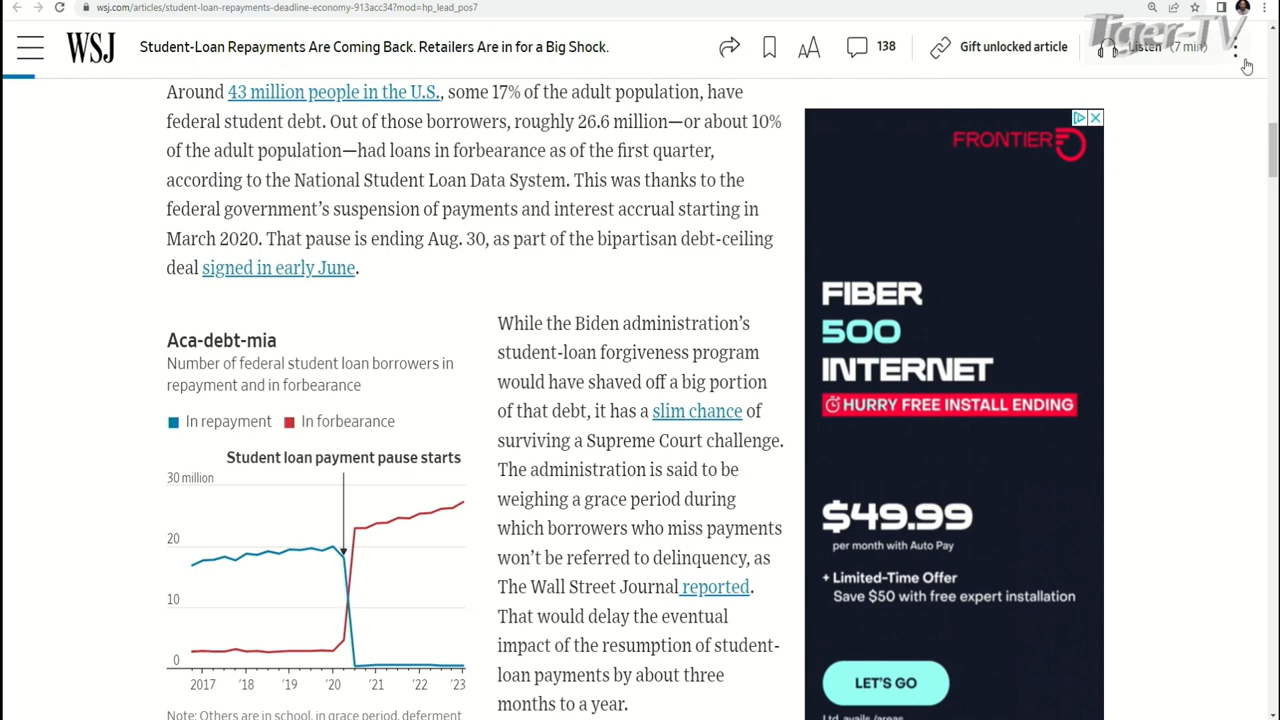 wsj.com/articles/student-loan-repayments-deadline-economy-913acc34?mod=hp_lead_pos7
WSJ
Student-Loan Repayments Are Coming Back. Retailers Are in for a Big Shock.
AA
138
Gift unlocked article
Listen (7 min)
Tiger-TV
Around 43 million people in the U.S., some 17% of the adult population, have
federal student debt. Out of those borrowers, roughly 26.6 million—or about 10%
of the adult population—had loans in forbearance as of the first quarter,
according to the National Student Loan Data System. This was thanks to the
federal government's suspension of payments and interest accrual starting in
March 2020. That pause is ending Aug. 30, as part of the bipartisan debt-ceiling
deal signed in early June.
Aca-debt-mia
Number of federal student loan borrowers in
repayment and in forbearance
In repayment
In forbearance
Student loan payment pause starts
30 million
20
10
0
2017 '18 '19 '20 '21 '22 '23
Note: Others are in school, in grace period, deferment
While the Biden administration's
student-loan forgiveness program
would have shaved off a big portion
of that debt, it has a slim chance of
surviving a Supreme Court challenge.
The administration is said to be
weighing a grace period during
which borrowers who miss payments
won't be referred to delinquency, as
The Wall Street Journal reported.
That would delay the eventual
impact of the resumption of student-
loan payments by about three
months to a year.
FRONTIER
FIBER
500
INTERNET
HURRY FREE INSTALL ENDING
$49.99
per month with Auto Pay
+ Limited-Time Offer
Save $50 with free expert installation
LET'S GO
Ltd. avails./areas